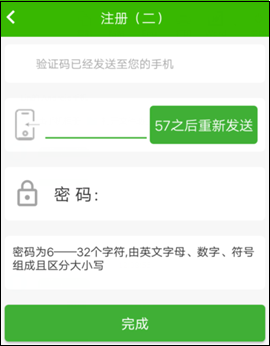 注册（二）
验证码已经发送至您的手机
57之后重新发送
密 码：
密码为6——32个字符,由英文字母、数字、符号
组成且区分大小写
完成